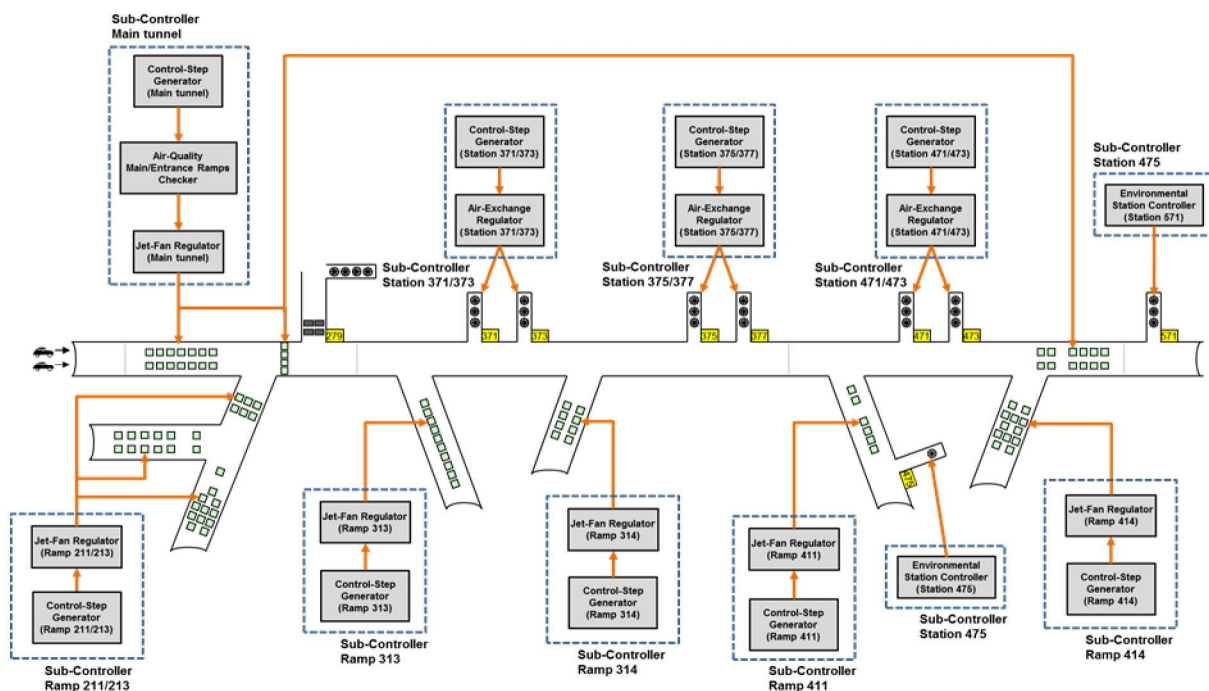 Sub-Controller
Main tunnel
Control-Step
Generator
(Main tunnel)
Air-Quality
Main/Entrance Ramps
Checker
Jet-Fan Regulator
(Main tunnel)
Control-Step
Generator
(Station 371/373)
Air-Exchange
Regulator
(Station 371/373)
Sub-Controller
Station 371/373
Control-Step
Generator
(Station 375/377)
Air-Exchange
Regulator
(Station 375/377)
Sub-Controller
Station 375/377
Control-Step
Generator
(Station 471/473)
Air-Exchange
Regulator
(Station 471/473)
Sub-Controller
Station 471/473
Sub-Controller
Station 475
Environmental
Station Controller
(Station 571)
279
371
373
375
377
471
473
571
475
Jet-Fan Regulator
(Ramp 211/213)
Control-Step
Generator
(Ramp 211/213)
Sub-Controller
Ramp 211/213
Jet-Fan Regulator
(Ramp 313)
Control-Step
Generator
(Ramp 313)
Sub-Controller
Ramp 313
Jet-Fan Regulator
(Ramp 314)
Control-Step
Generator
(Ramp 314)
Sub-Controller
Ramp 314
Jet-Fan Regulator
(Ramp 411)
Control-Step
Generator
(Ramp 411)
Sub-Controller
Ramp 411
Environmental
Station Controller
(Station 475)
Sub-Controller
Station 475
Jet-Fan Regulator
(Ramp 414)
Control-Step
Generator
(Ramp 414)
Sub-Controller
Ramp 414